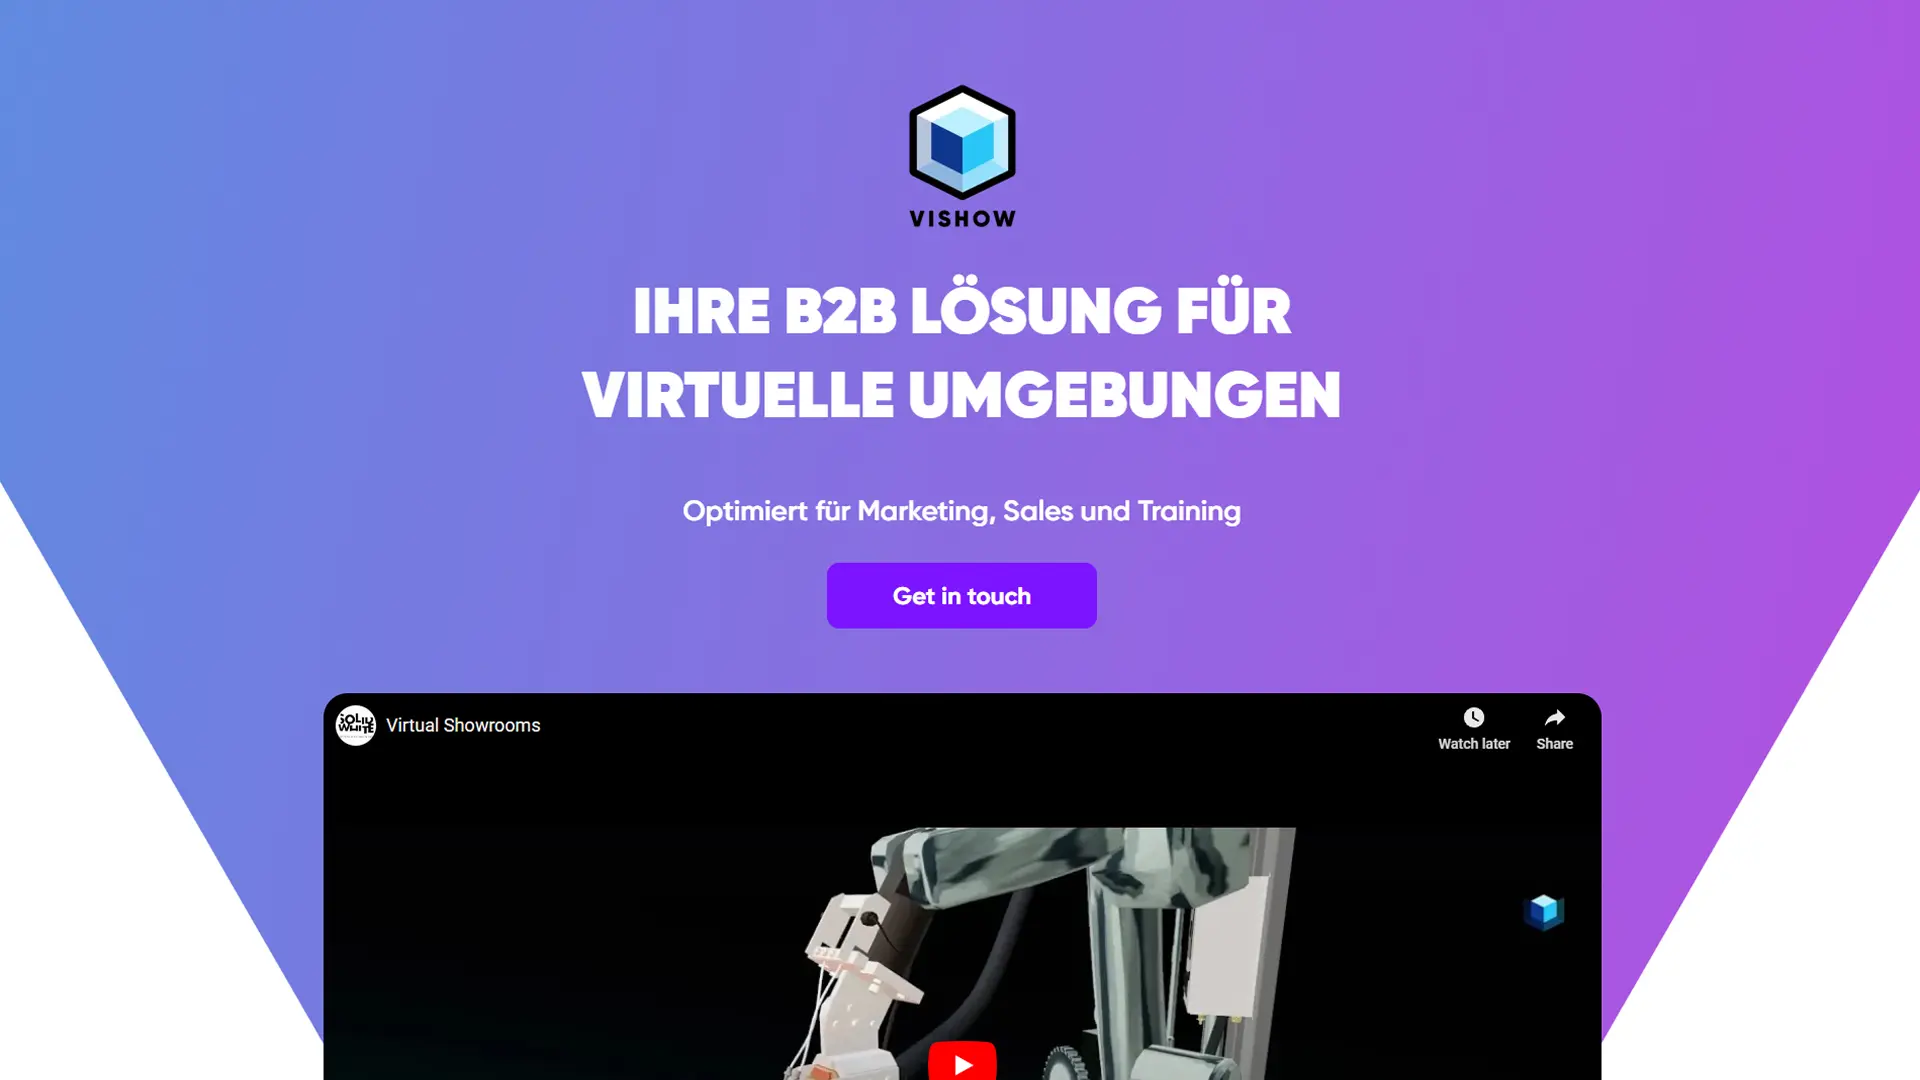 VISHOW
IHRE B2B LÖSUNG FÜR
VIRTUELLE UMGEBUNGEN
Optimiert für Marketing, Sales und Training
Get in touch
SOLID
WHITE
Virtual Showrooms
Watch later
Share